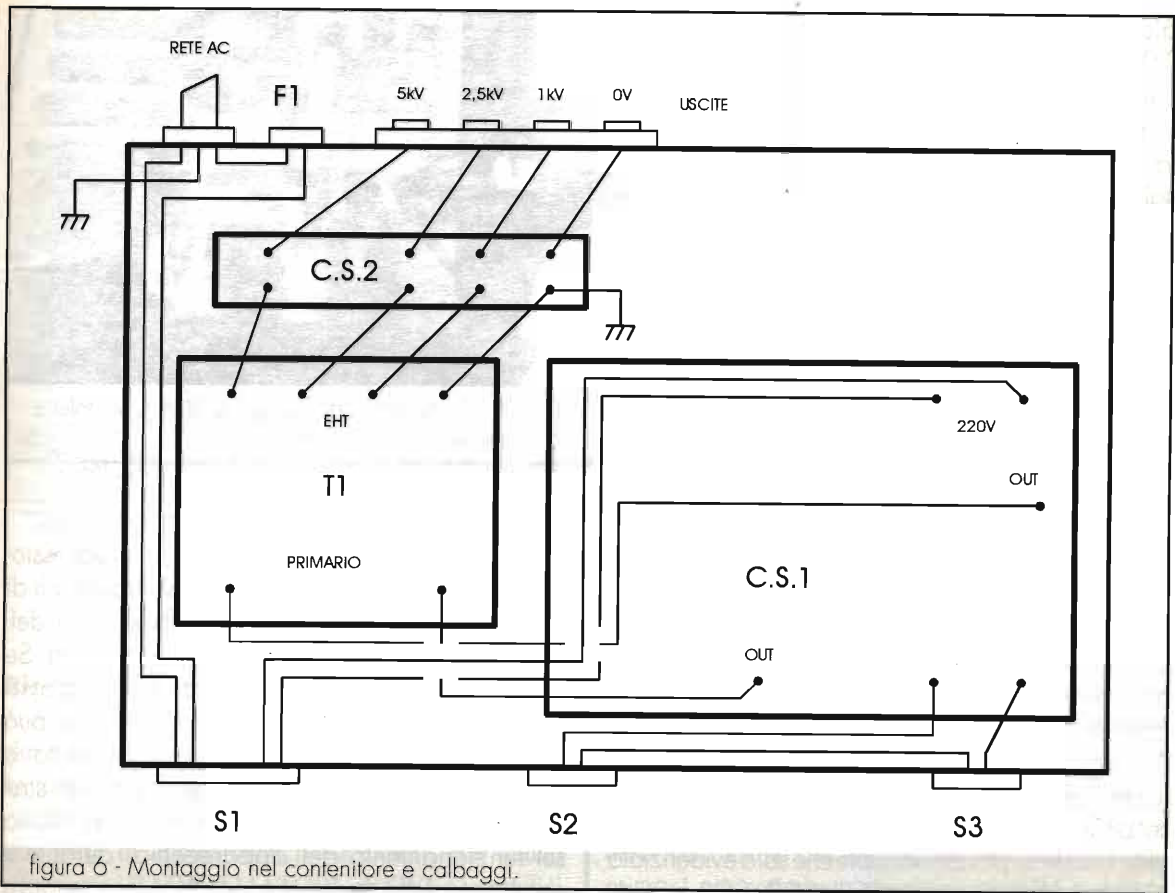 RETE AC
F1
5kV 2,5kV 1kV 0V USCITE
C.S.2
EHT
T1
PRIMARIO
220V
OUT
C.S.1
OUT
S1 S2 S3
figura 6 - Montaggio nel contenitore e calbaggi.